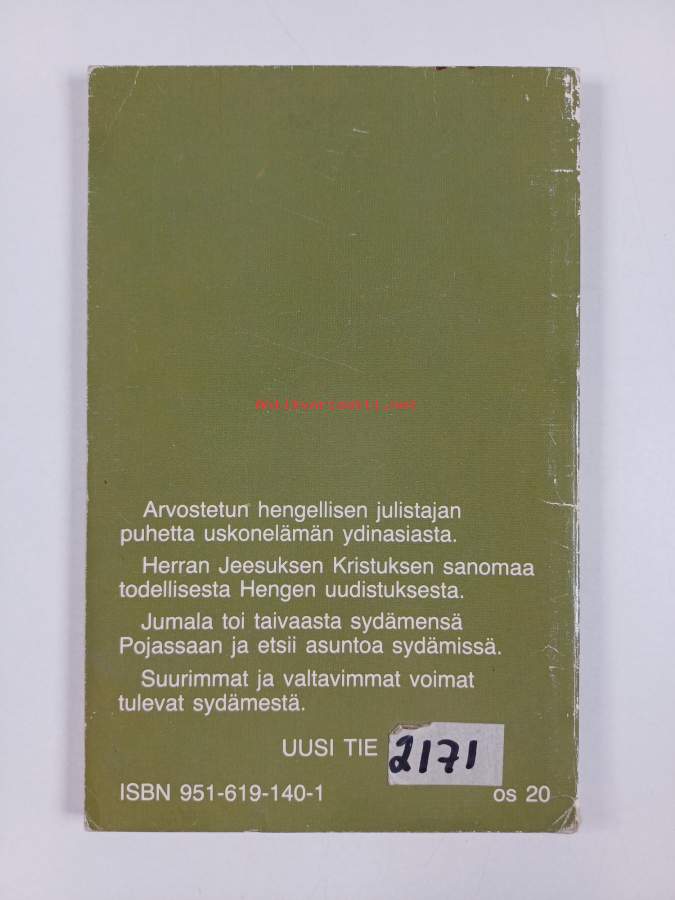 Antikvariaatti.net
Arvostetun hengellisen julistajan
puhetta uskonelämän ydinasiasta.
Herran Jeesuksen Kristuksen sanomaa
todellisesta Hengen uudistuksesta.
Jumala toi taivaasta sydämensä
Pojassaan ja etsii asuntoa sydämissä.
Suurimmat ja valtavimmat voimat
tulevat sydämestä.
UUSI TIE 2171
ISBN 951-619-140-1 os 20